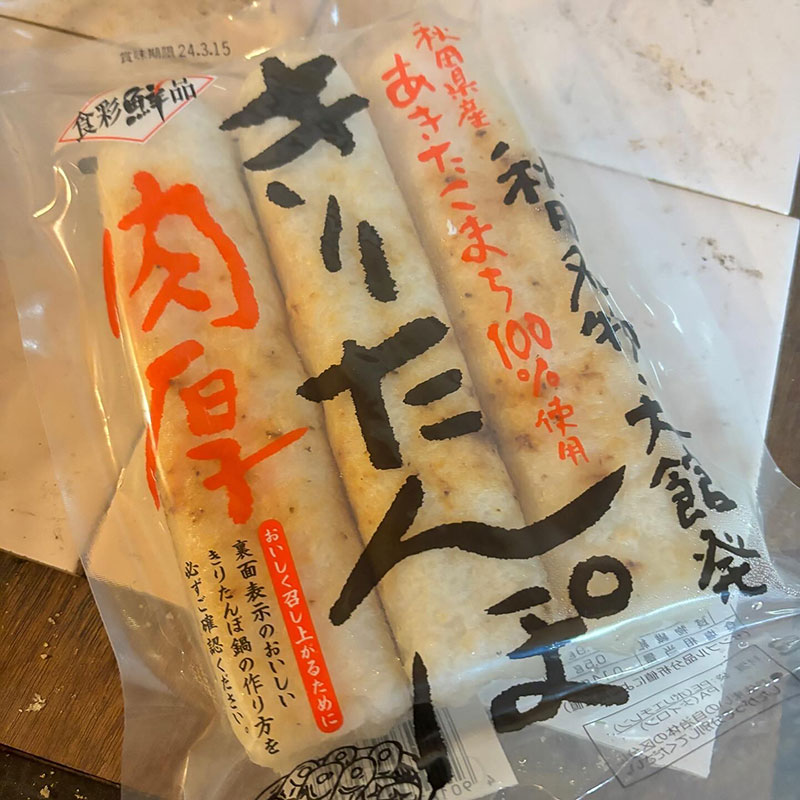 賞味期限 24.3.15
食彩鮮品
秋田名物・大館発
秋田県産
あきたこまち100%使用
きりたんぽ
肉厚
おいしく召し上がるために
裏面表示のおいしい
きりたんぽ鍋の作り方を
必ずご確認ください。